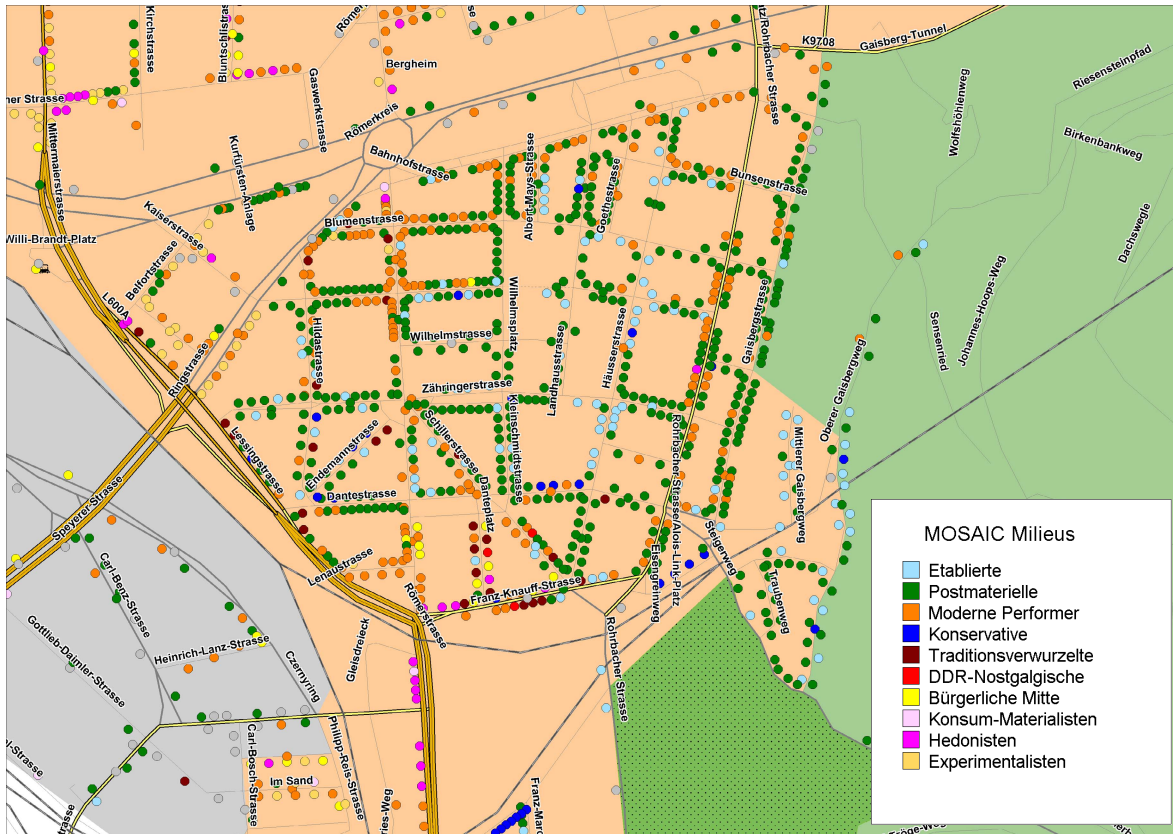 Kirchstrasse
Bluntschlistrasse
K9708
Gaisberg-Tunnel
Bergheim
Riesensteinpfad
Gaswerkstrasse
Rohrbacher Strasse
Wolfshöhlenweg
Römerkreis
Mittermaierstrasse
Kurfürsten-Anlage
Bahnhofstrasse
Albert-Mays-Strasse
Birkenbankweg
Bunsenstrasse
Goethestrasse
Kaiserstrasse
Blumenstrasse
Dachswegle
Willi-Brandt-Platz
Belfortstrasse
L600A
Wilhelmsplatz
Gaisbergstrasse
Johannes-Hoops-Weg
Sensenried
Hildastrasse
Wilhelmstrasse
Landhausstrasse
Häusserstrasse
Ringstrasse
Zähringerstrasse
Oberer Gaisbergweg
Kleinschmidtstrasse
Schillerstrasse
Lessingstrasse
Endemannstrasse
Mittlerer Gaisbergweg
Rohrbacher-Strasse/Alois-Link-Platz
Dantestrasse
Danteplatz
Speyerer-Strasse
Steigerweg
Lenaustrasse
Franz-Knauff-Strasse
Eisengreinweg
Traubenweg
Carl-Benz-Strasse
Römerstrasse
Gottlieb-Daimler-Strasse
Heinrich-Lanz-Strasse
Gleisdreieck
Rohrbacher Strasse
Czernyring
Philipp-Reis-Strasse
Carl-Bosch-Strasse
Im Sand
MOSAIC Milieus
Etablierte
Postmaterielle
Moderne Performer
Konservative
Traditionsverwurzelte
DDR-Nostgalgische
Bürgerliche Mitte
Konsum-Materialisten
Hedonisten
Experimentalisten